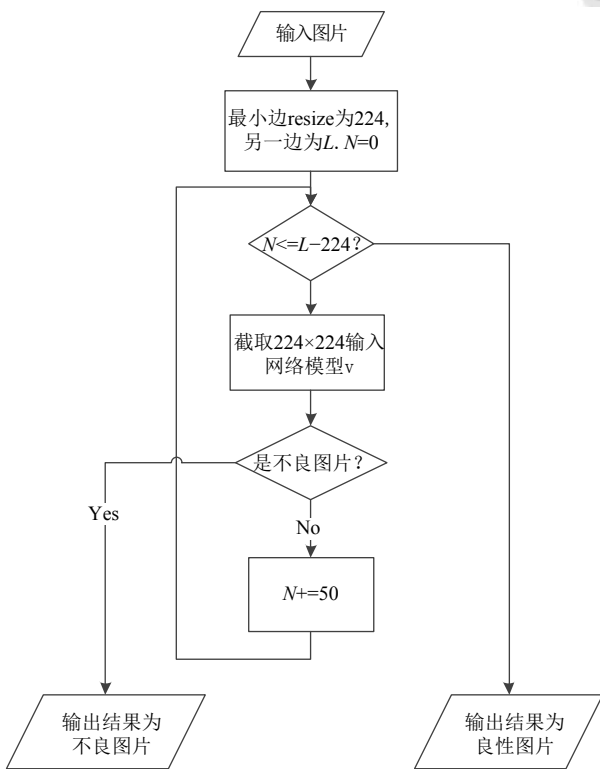 输入图片
最小边resize为224,
另一边为L. N=0
N<=L−224?
截取224×224输入
网络模型v
是不良图片?
Yes
No
N+=50
输出结果为
不良图片
输出结果为
良性图片